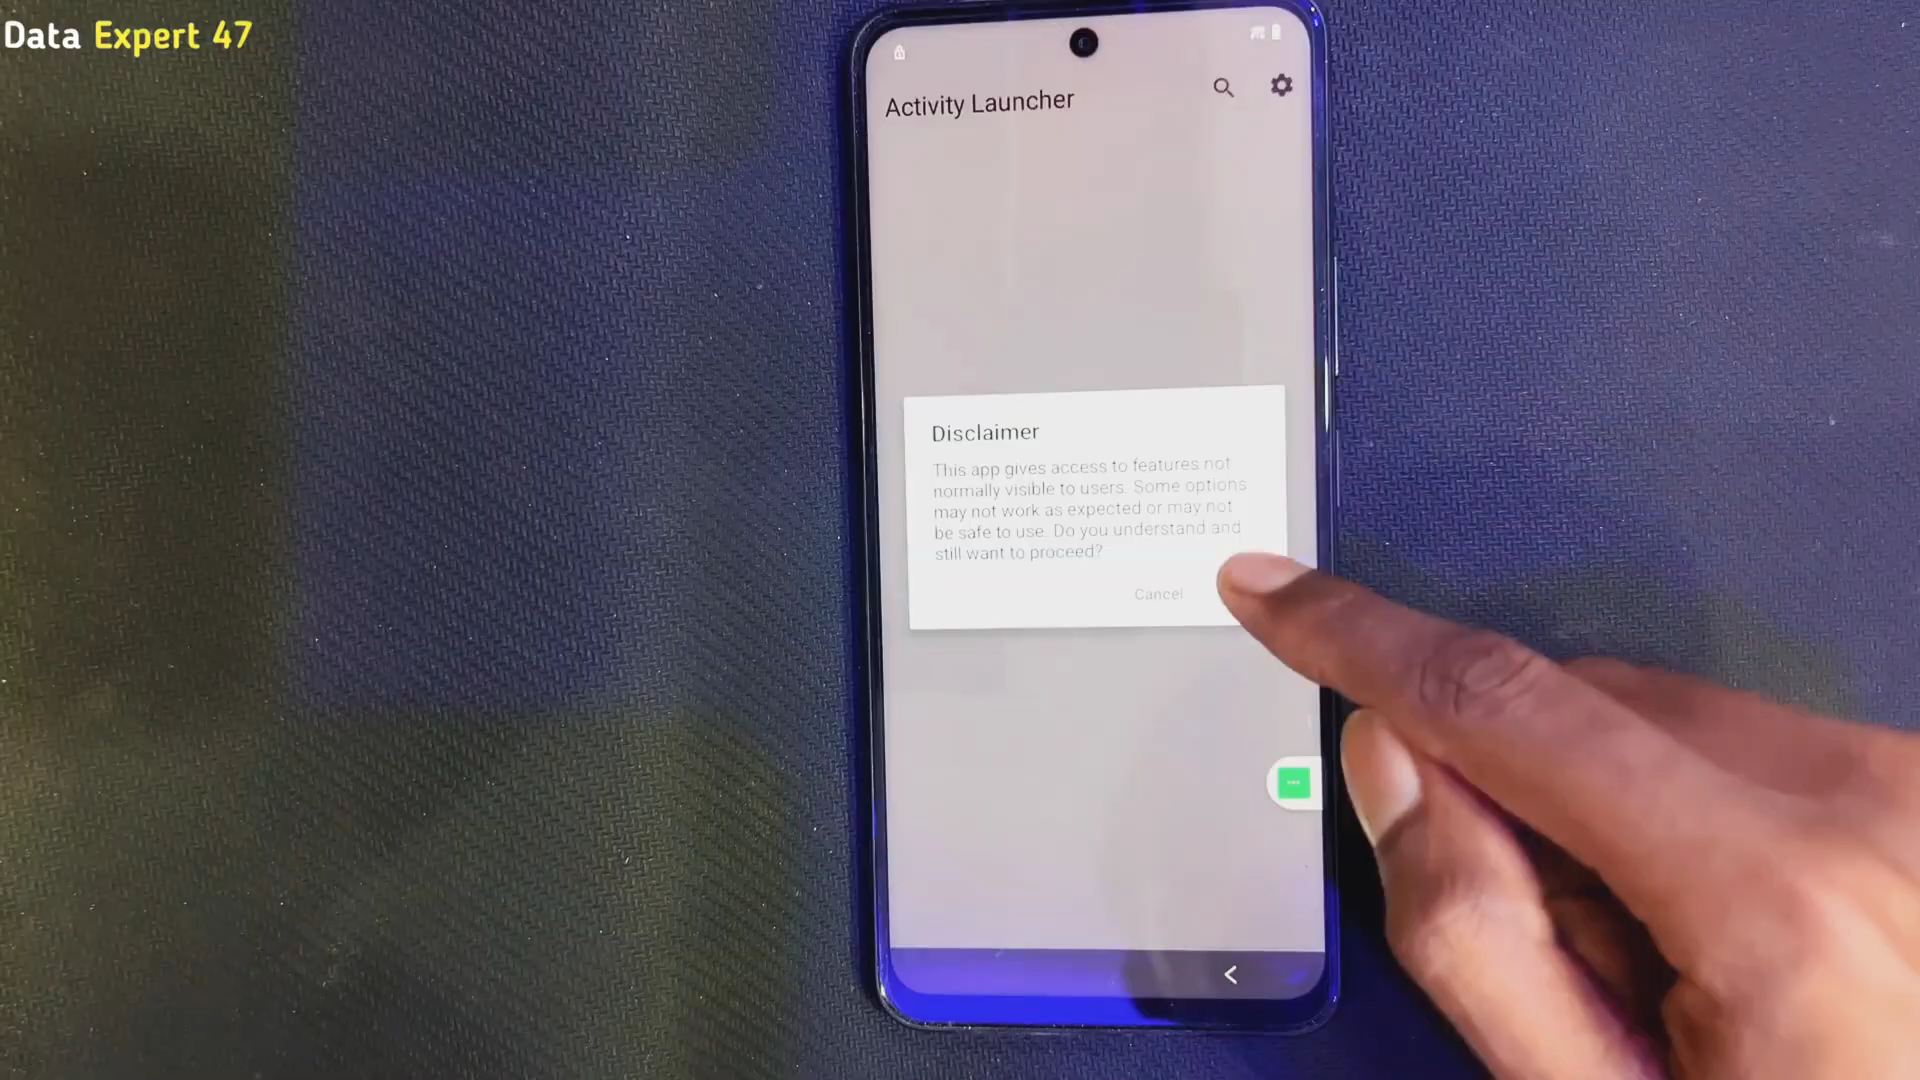 Data Expert 47
Activity Launcher
Disclaimer
This app gives access to features not
normally visible to users. Some options
may not work as expected or may not
be safe to use. Do you understand and
still want to proceed?
Cancel